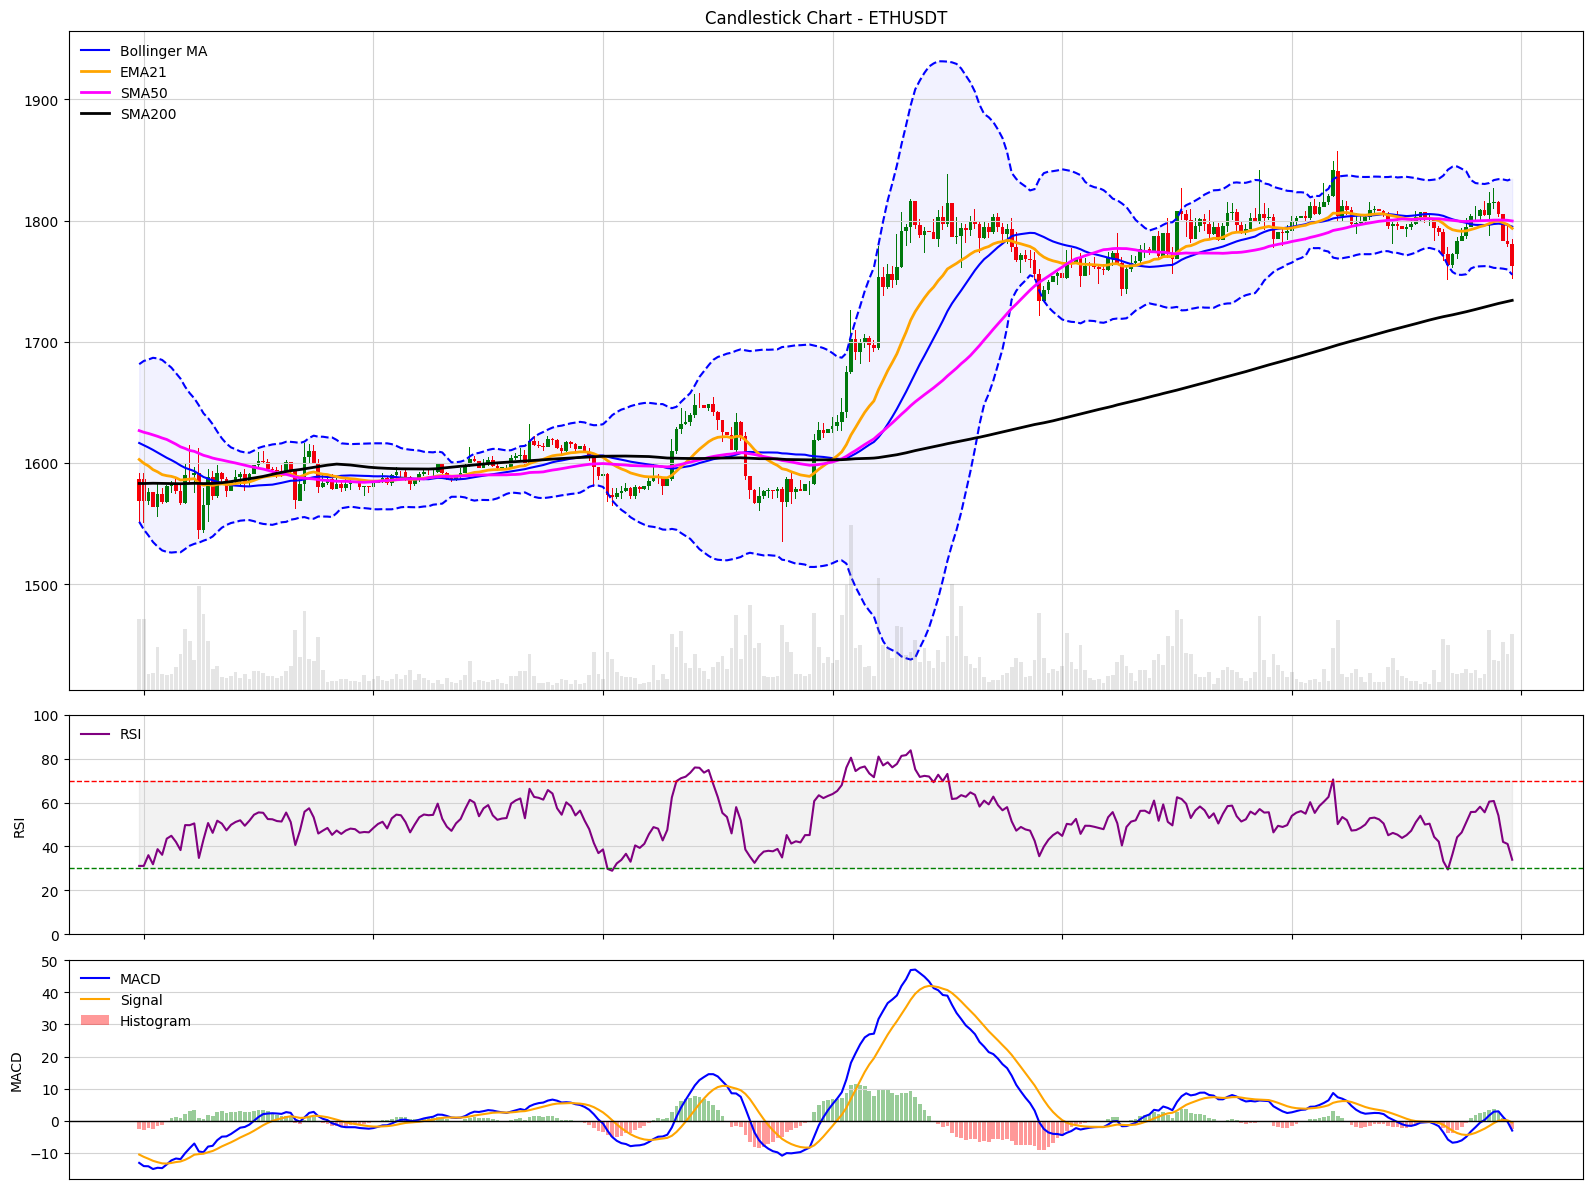 Candlestick Chart - ETHUSDT
Bollinger MA
EMA21
SMA50
SMA200
1900
1800
1700
1600
1500
RSI
100
80
60
40
20
0
RSI
MACD
Signal
Histogram
50
40
30
20
10
0
−10
MACD